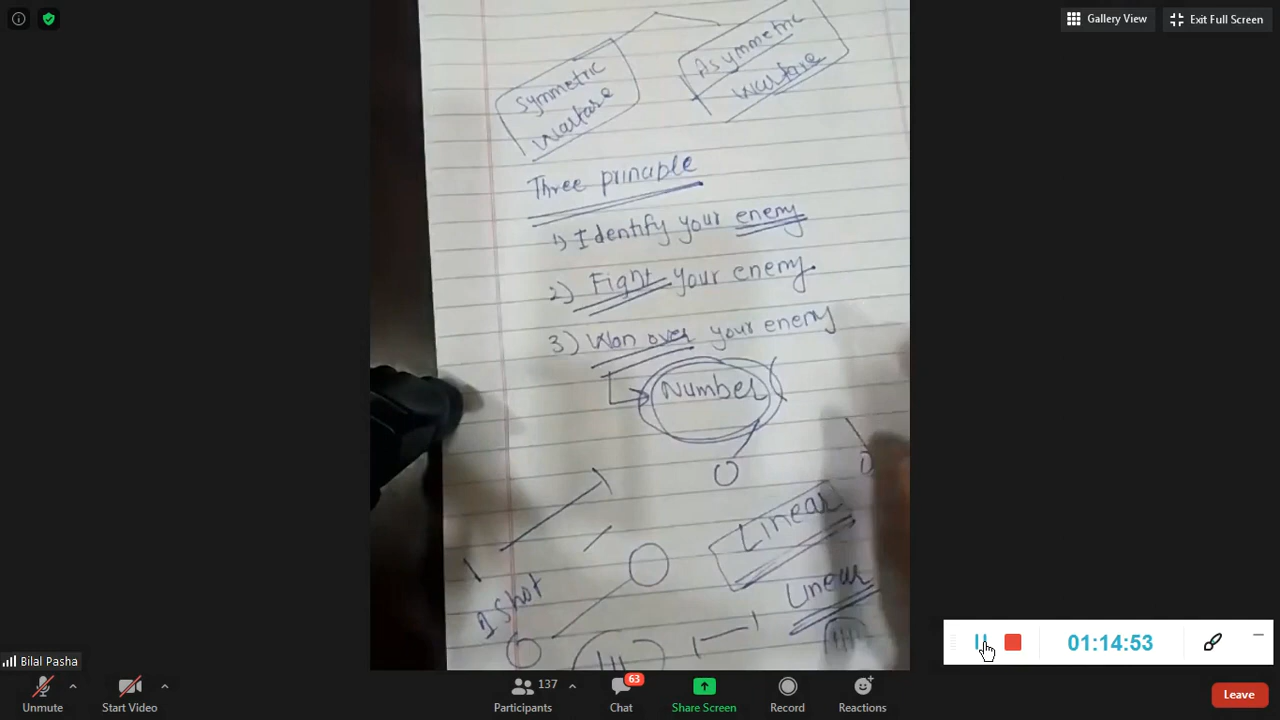 Gallery View
Exit Full Screen
Symmetric
Warfare
Asymmetric
Warfare
Three principle
1) Identify your enemy
2) Fight your enemy.
3) Won over your enemy
Number
Linear
1 Shot
Linear
01:14:53
Bilal Pasha
Unmute
Start Video
137
Participants
63
Chat
Share Screen
Record
Reactions
Leave